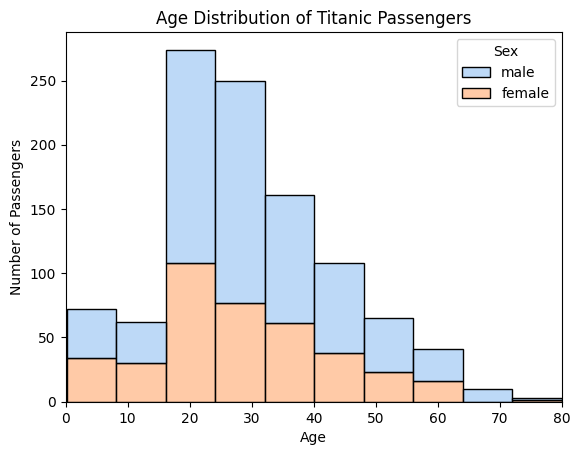 Age Distribution of Titanic Passengers
Sex
male
female
Number of Passengers
250
200
150
100
50
0
0 10 20 30 40 50 60 70 80
Age